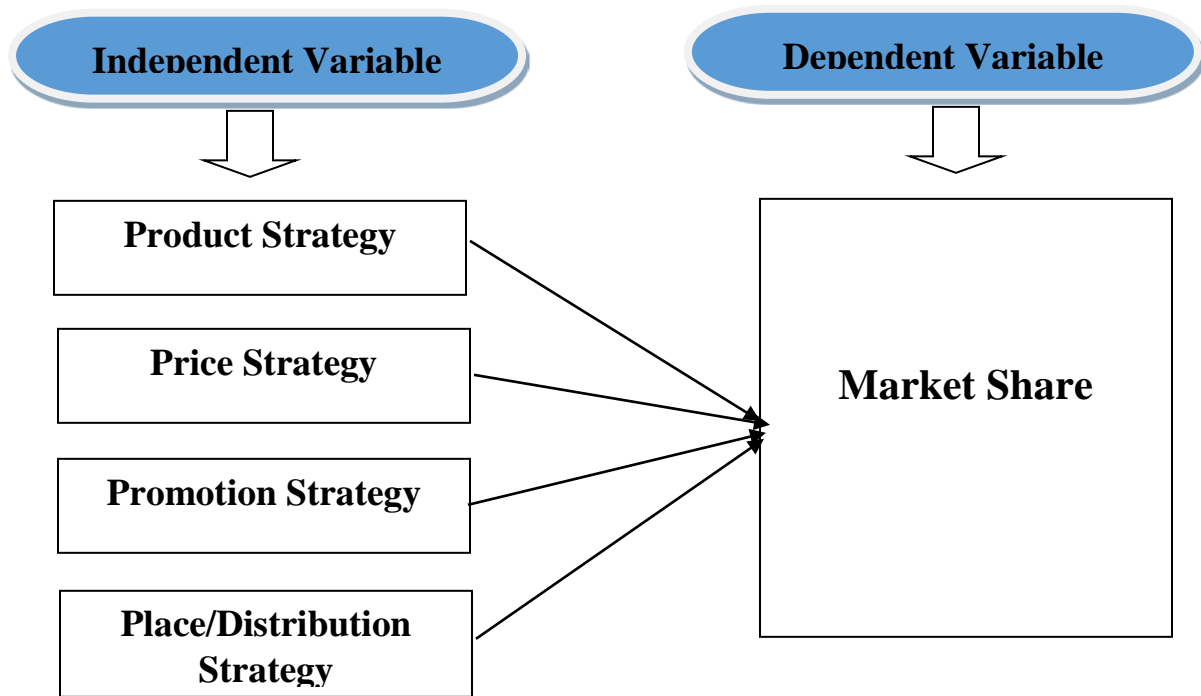 Independent Variable
Dependent Variable
Product Strategy
Price Strategy
Promotion Strategy
Place/Distribution
Strategy
Market Share